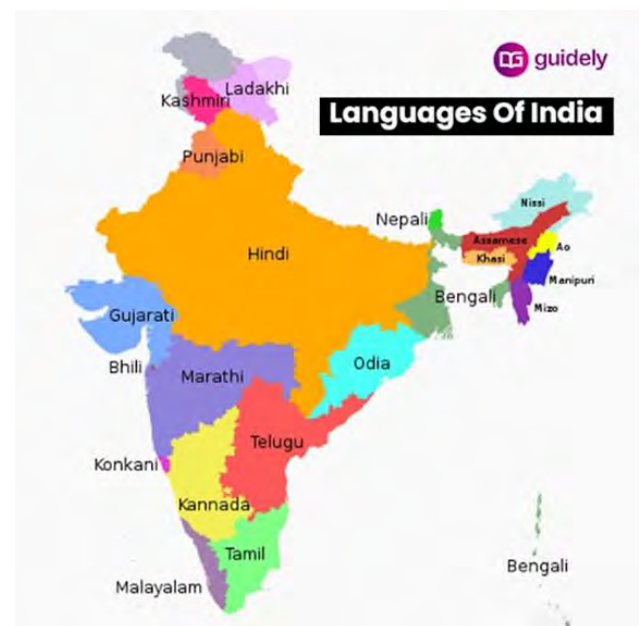 guidely
Languages Of India
Ladakhi
Kashmiri
Punjabi
Nissi
Nepali
Assamese
Ao
Hindi
Khasi
Manipuri
Bengali
Mizo
Gujarati
Bhili
Marathi
Odia
Telugu
Konkani
Kannada
Tamil
Bengali
Malayalam